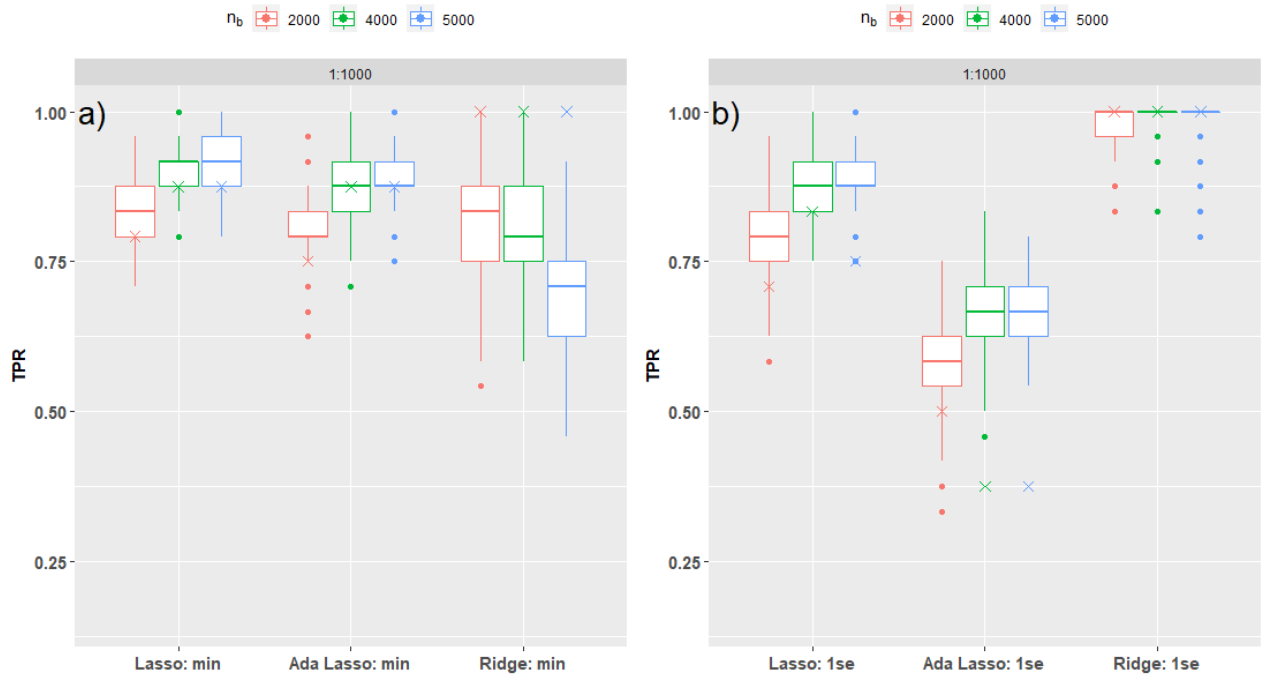 n_b 2000 4000 5000
1:1000
a)
1.00
0.75
0.50
0.25
TPR
Lasso: min Ada Lasso: min Ridge: min
n_b 2000 4000 5000
1:1000
b)
1.00
0.75
0.50
0.25
TPR
Lasso: 1se Ada Lasso: 1se Ridge: 1se